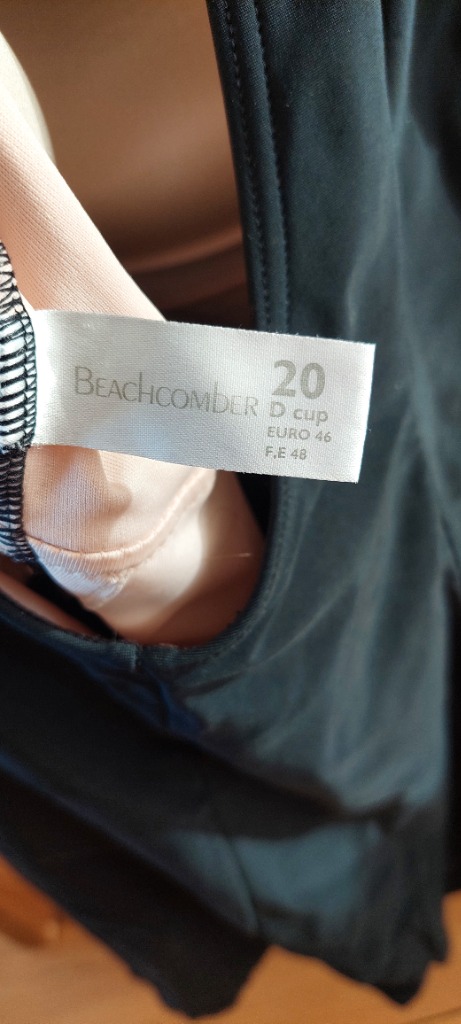 BEACHCOMBER
20
D cup
EURO 46
F.E 48